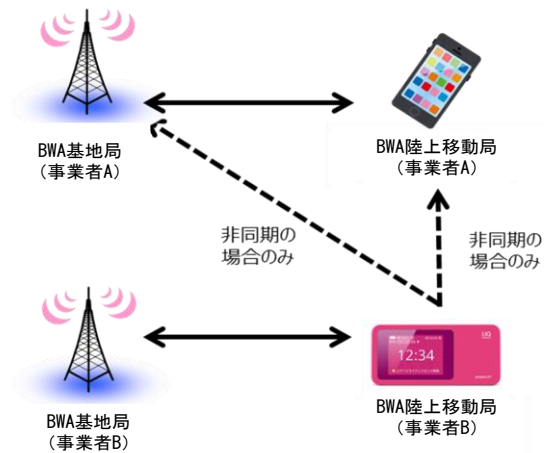 BWA基地局
（事業者A）
BWA陸上移動局
（事業者A）
非同期の
場合のみ
非同期の
場合のみ
UQ
12:34
BWA基地局
（事業者B）
BWA陸上移動局
（事業者B）